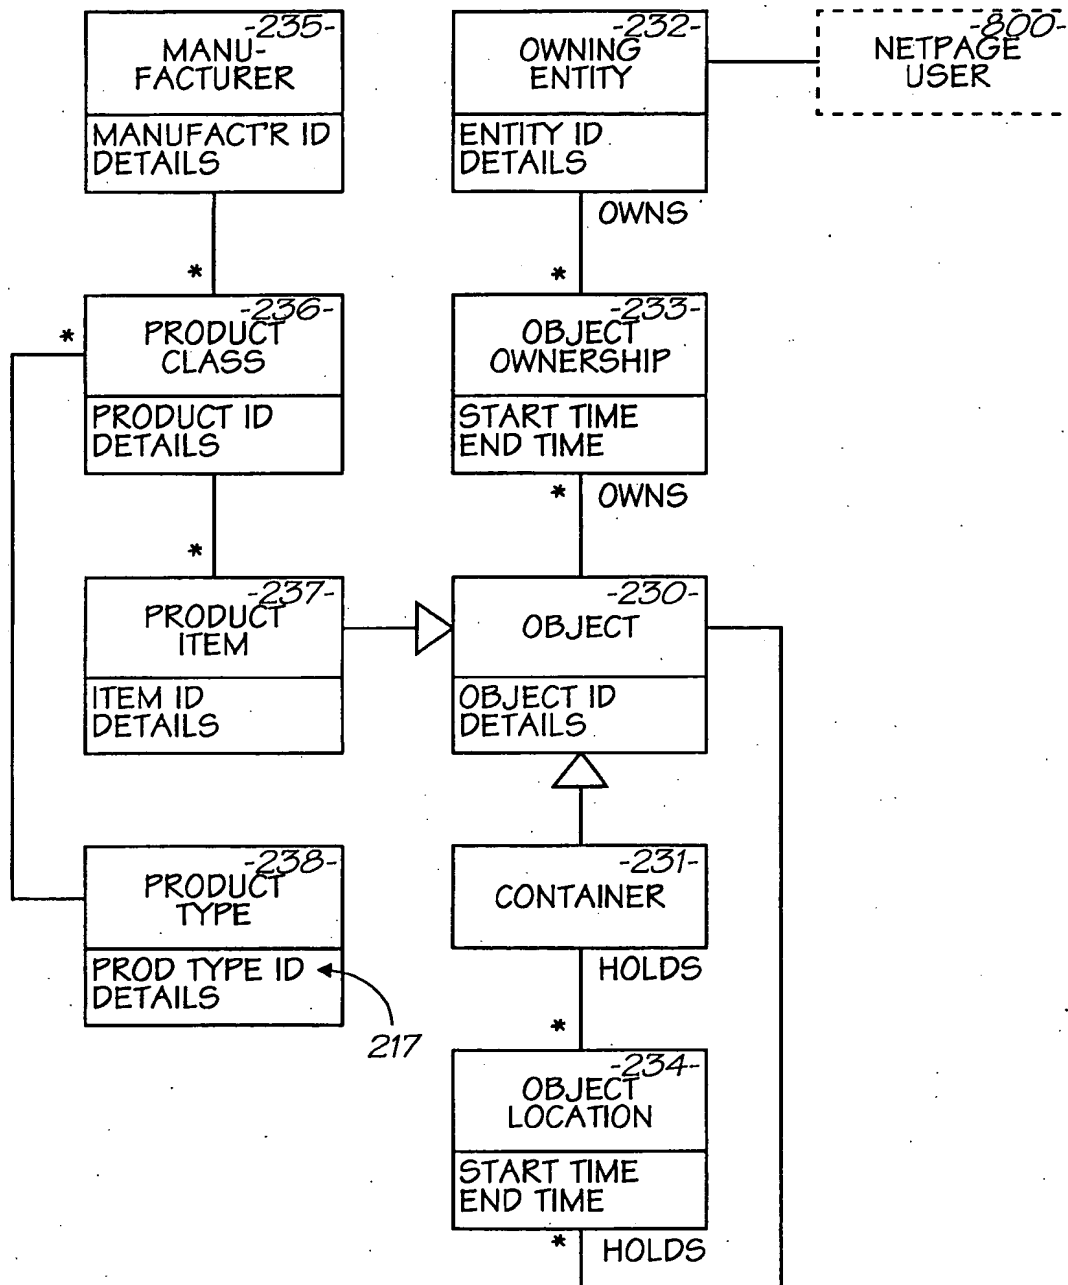 -235-
MANU-
FACTURER
MANUFACT'R ID
DETAILS
-232-
OWNING
ENTITY
ENTITY ID
DETAILS
OWNS
-800-
NETPAGE
USER
*
-236-
PRODUCT
CLASS
PRODUCT ID
DETAILS
*
*
-233-
OBJECT
OWNERSHIP
START TIME
END TIME
* OWNS
*
-237-
PRODUCT
ITEM
ITEM ID
DETAILS
-230-
OBJECT
OBJECT ID
DETAILS
-238-
PRODUCT
TYPE
PROD TYPE ID
DETAILS
217
-231-
CONTAINER
HOLDS
*
-234-
OBJECT
LOCATION
START TIME
END TIME
* HOLDS